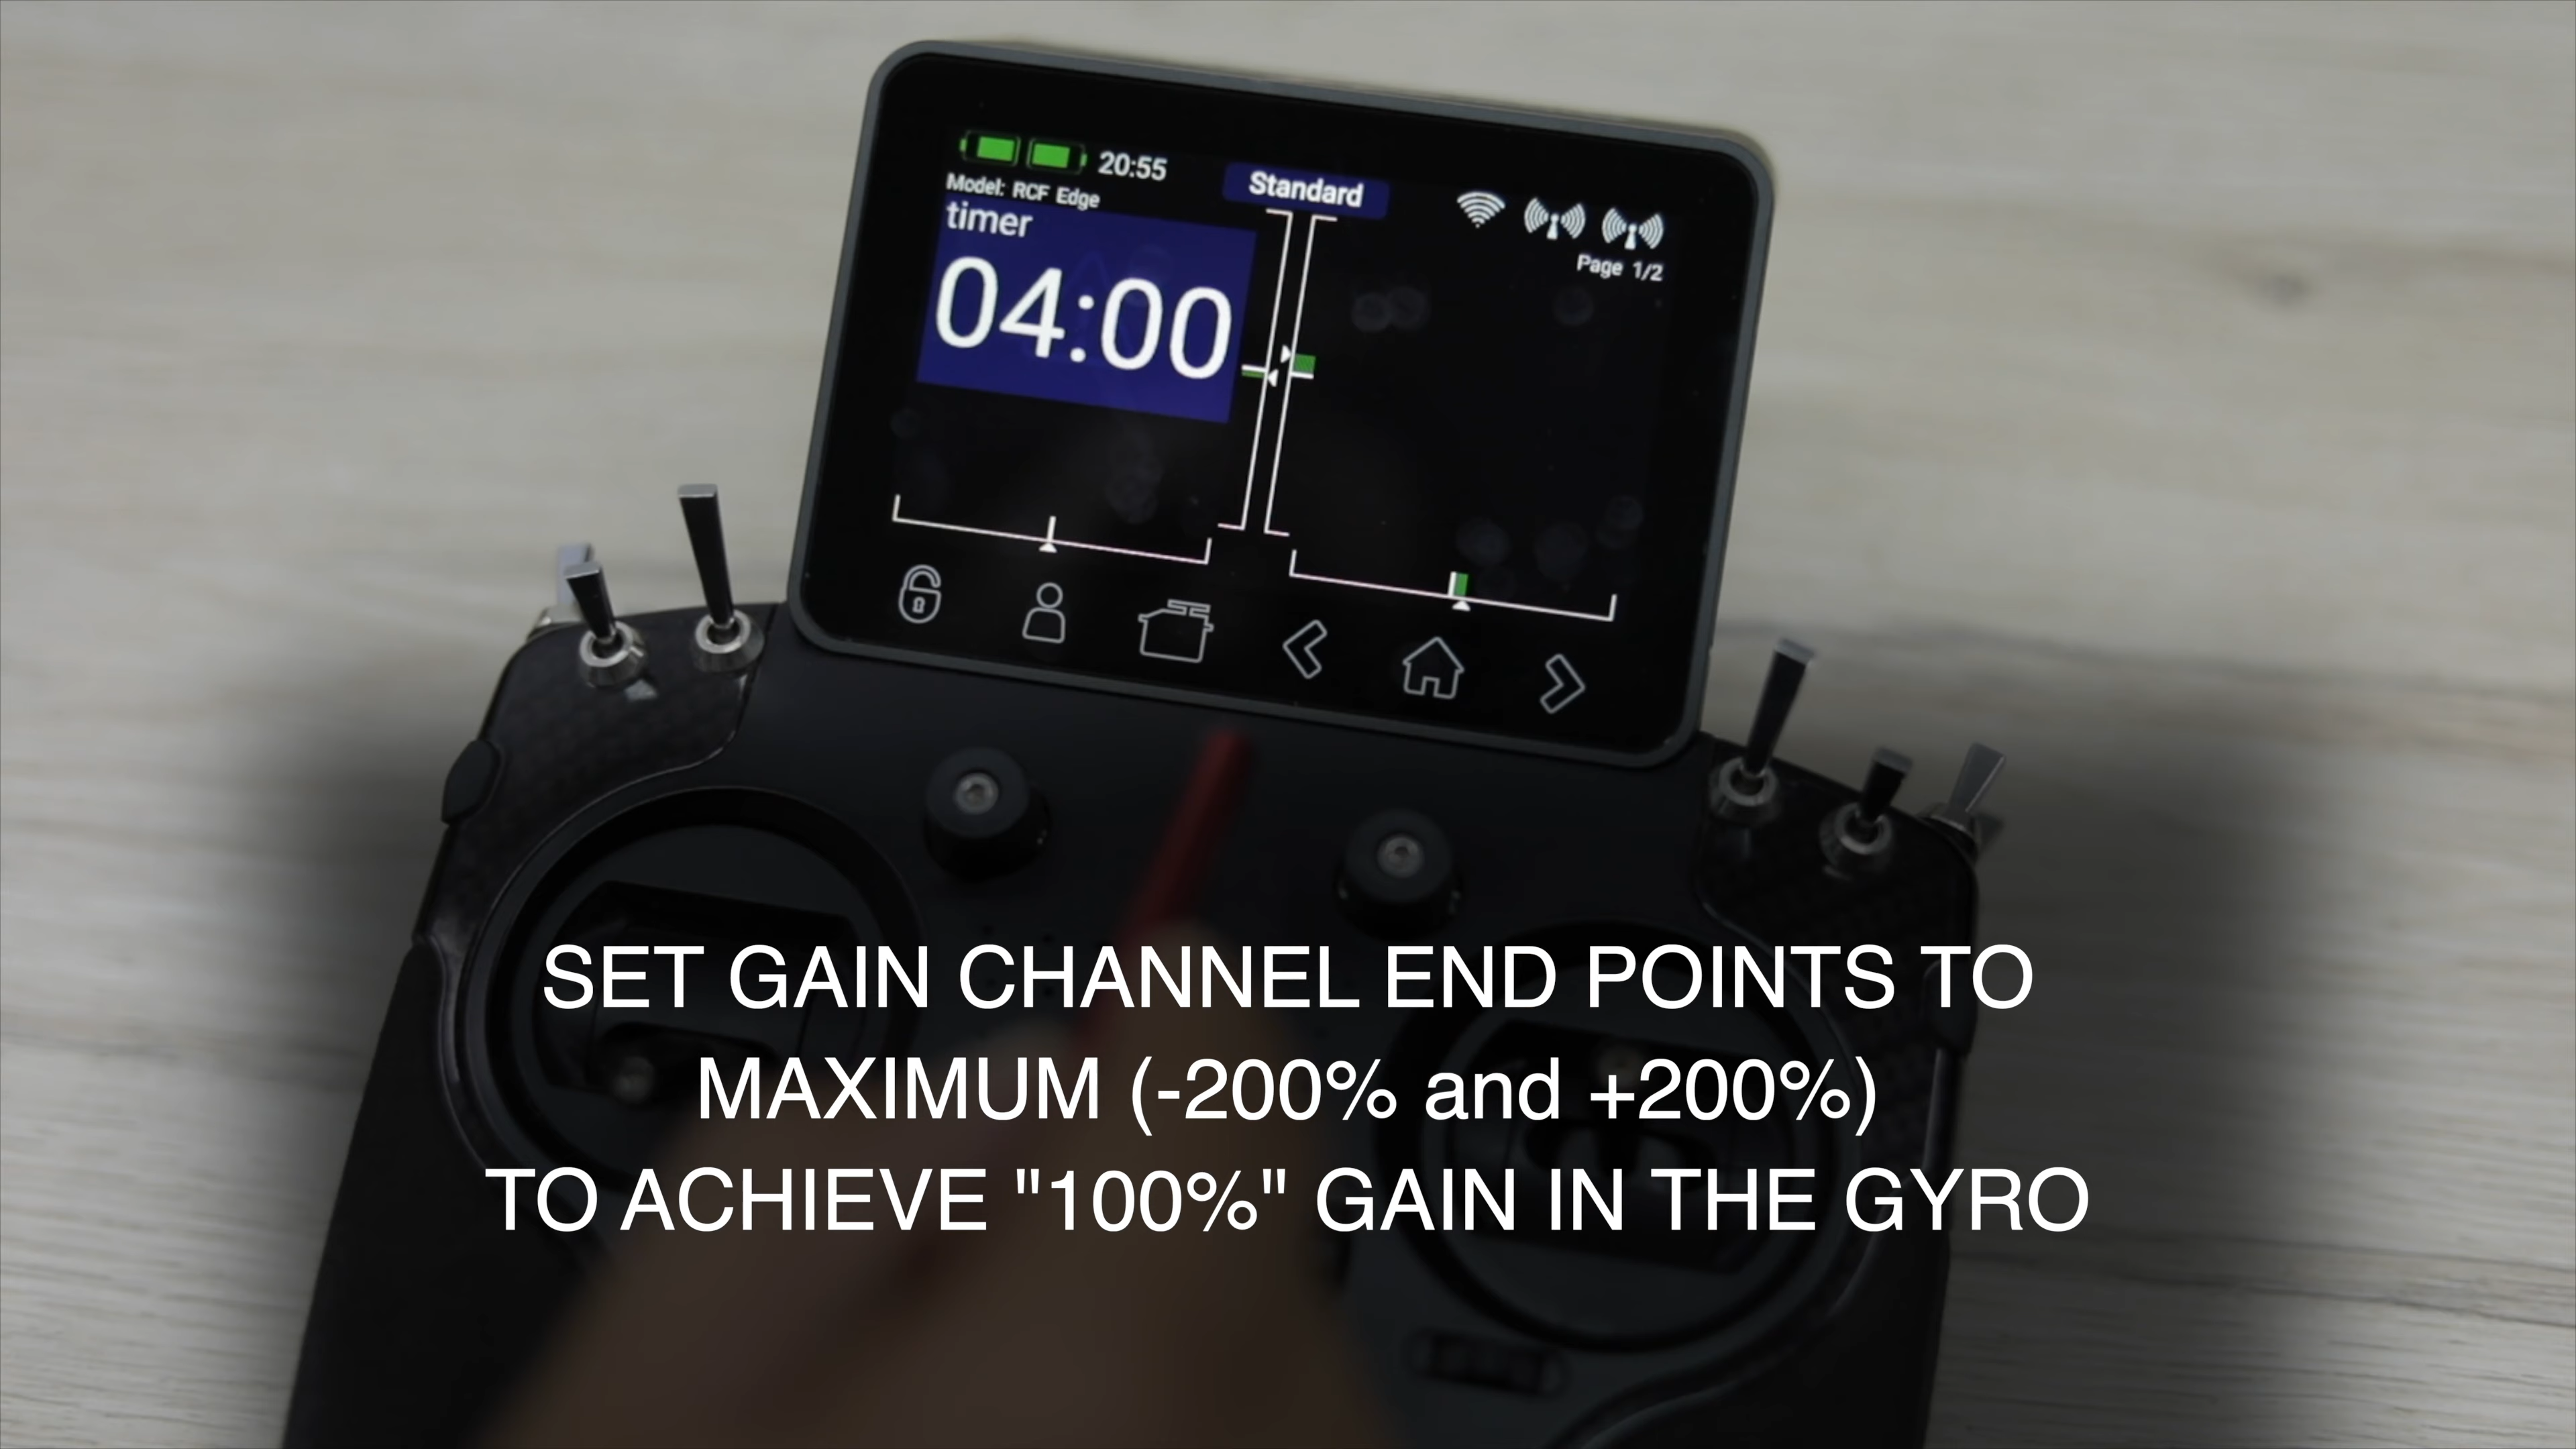 20:55
Standard
Model: RCF Edge
timer
04:00
Page 1/2
SET GAIN CHANNEL END POINTS TO
MAXIMUM (-200% and +200%)
TO ACHIEVE "100%" GAIN IN THE GYRO